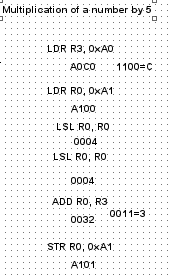 Multiplication of a number by 5
LDR R3, 0xA0
A0C0 1100=C
LDR R0, 0xA1
A100
LSL R0, R0
0004
LSL R0, R0
0004
ADD R0, R3
0032 0011=3
STR R0, 0xA1
A101